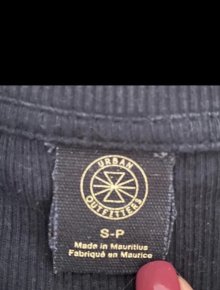 URBAN
OUTFITTERS
S-P
Made in Mauritius
Fabriqué en Maurice